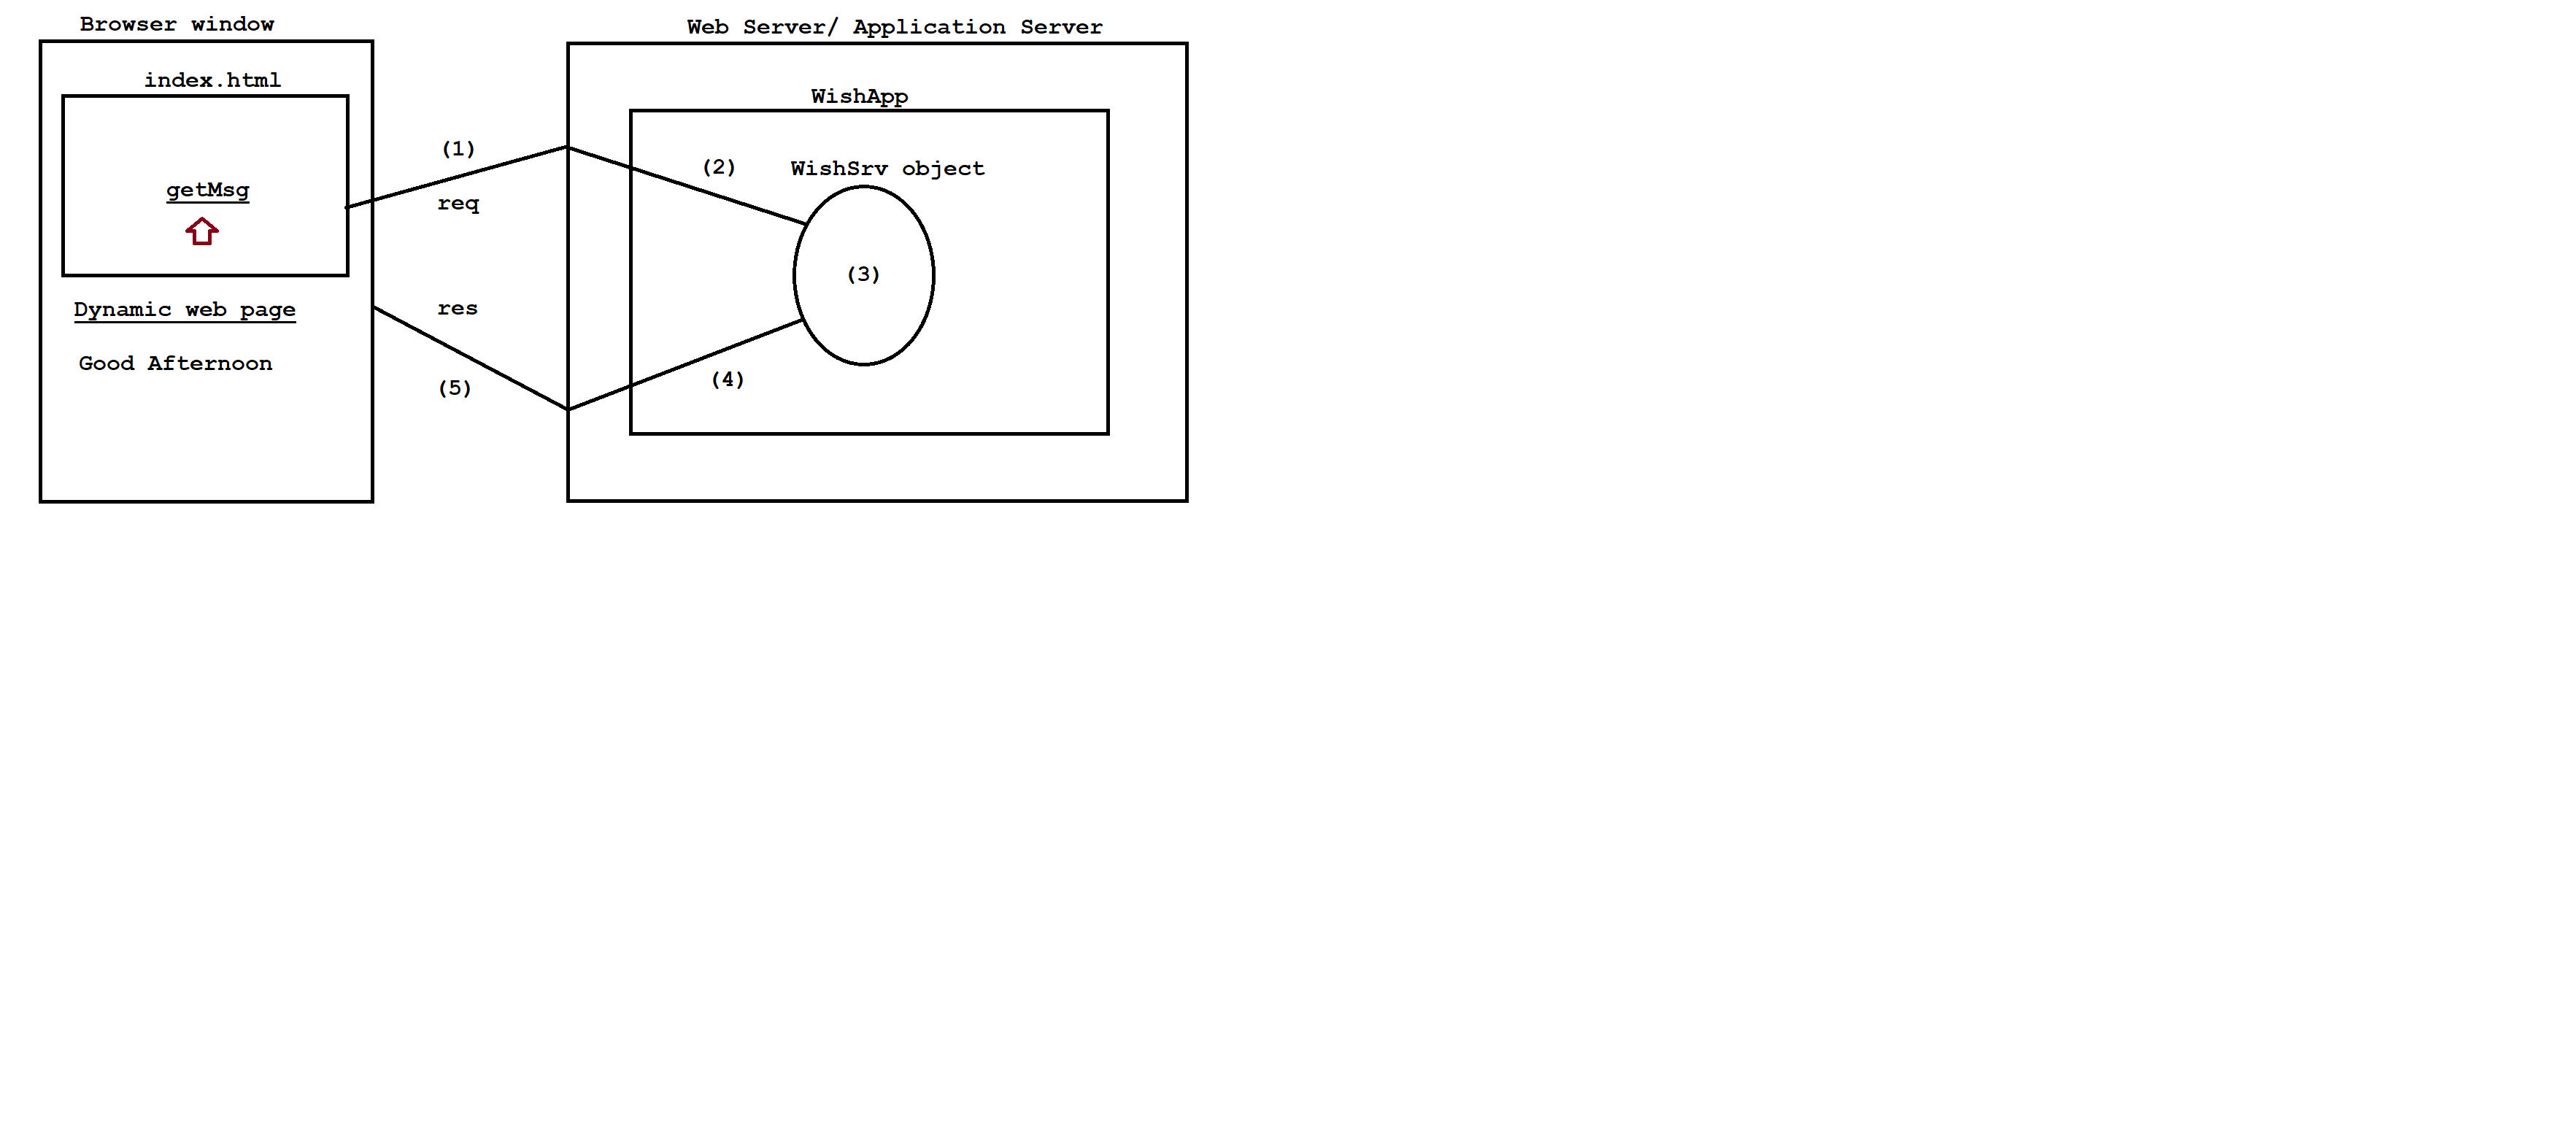 Browser window
index.html
getMsg
Dynamic web page
Good Afternoon
(1)
req
res
(5)
Web Server/ Application Server
WishApp
(2)
WishSrv object
(3)
(4)